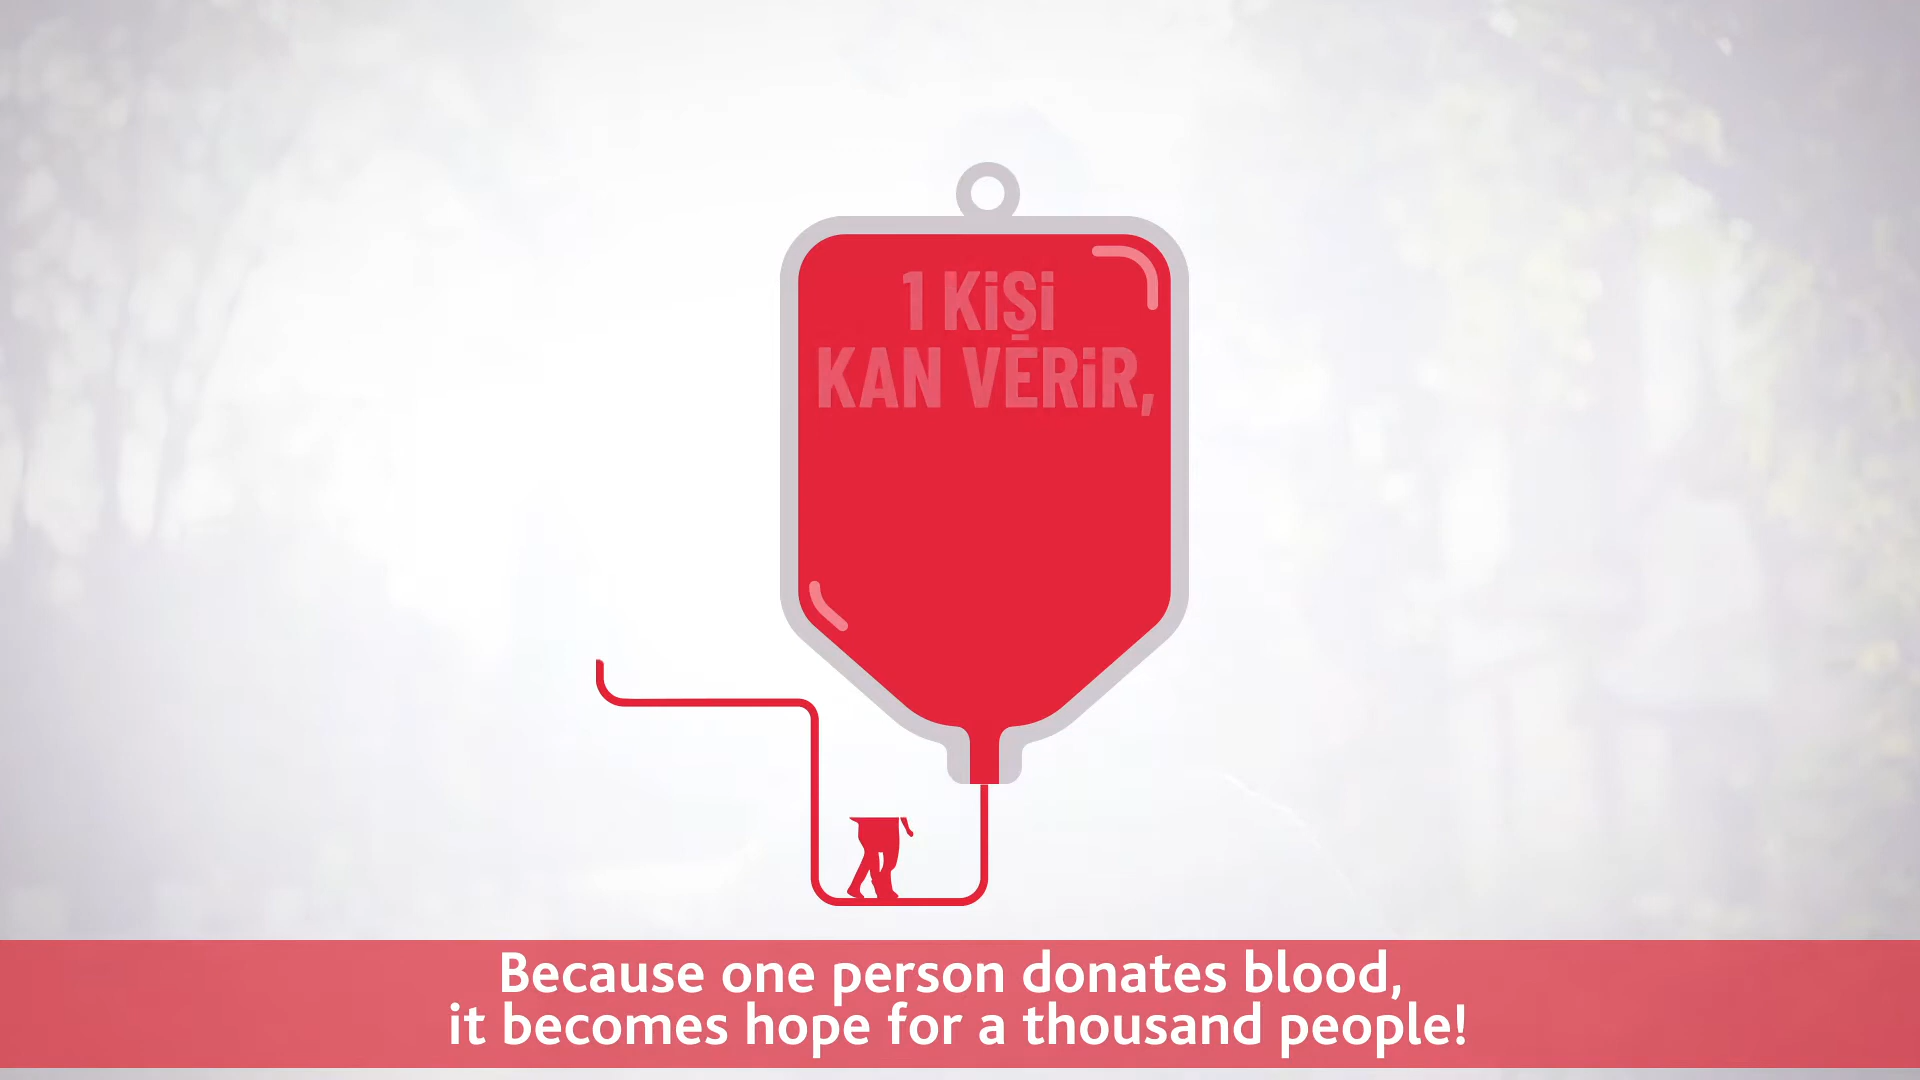 1 KİŞİ
KAN VERİR,
Because one person donates blood,
it becomes hope for a thousand people!